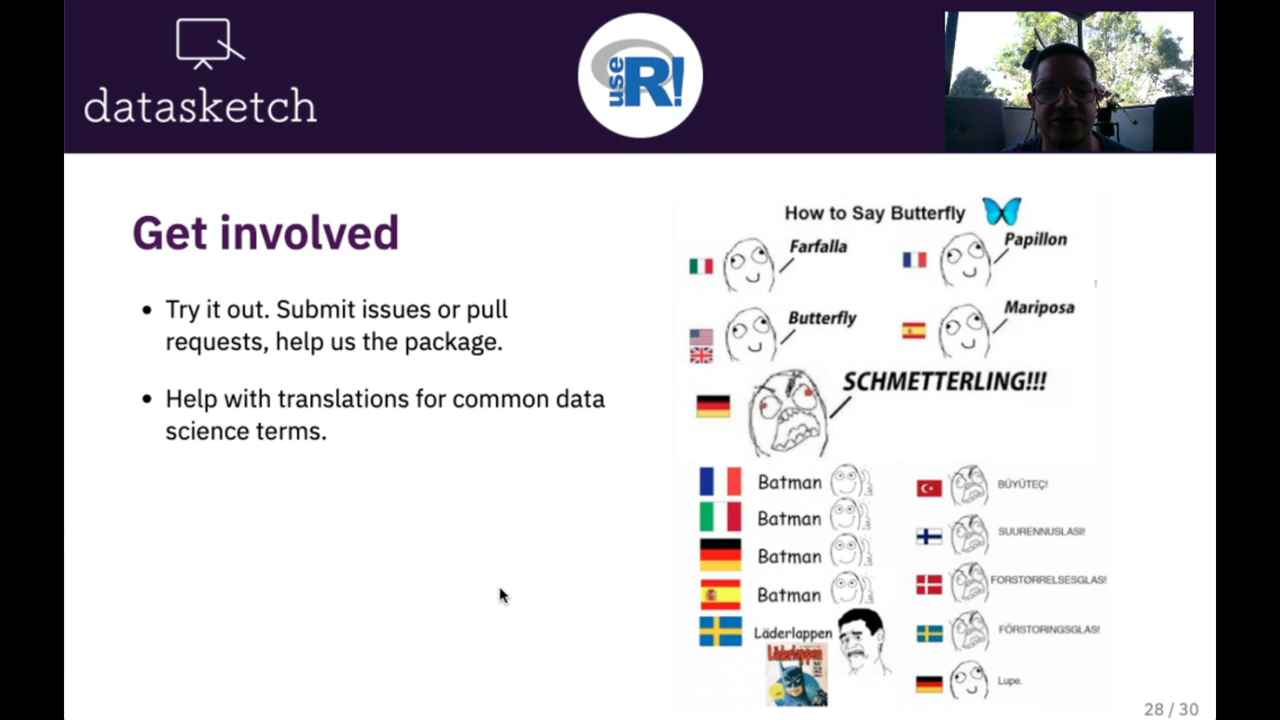 datasketch
useR!
Get involved
• Try it out. Submit issues or pull
requests, help us the package.
• Help with translations for common data
science terms.
How to Say Butterfly
Farfalla
Papillon
Butterfly
Mariposa
SCHMETTERLING!!!
Batman
Batman
Batman
Batman
Läderlappen
Läderlappen
BÜYÜTEÇ!
SUURENNUSLASI!
FORSTØRRELSESGLAS!
FÖRSTORINGSGLAS!
Lupe.
28 / 30